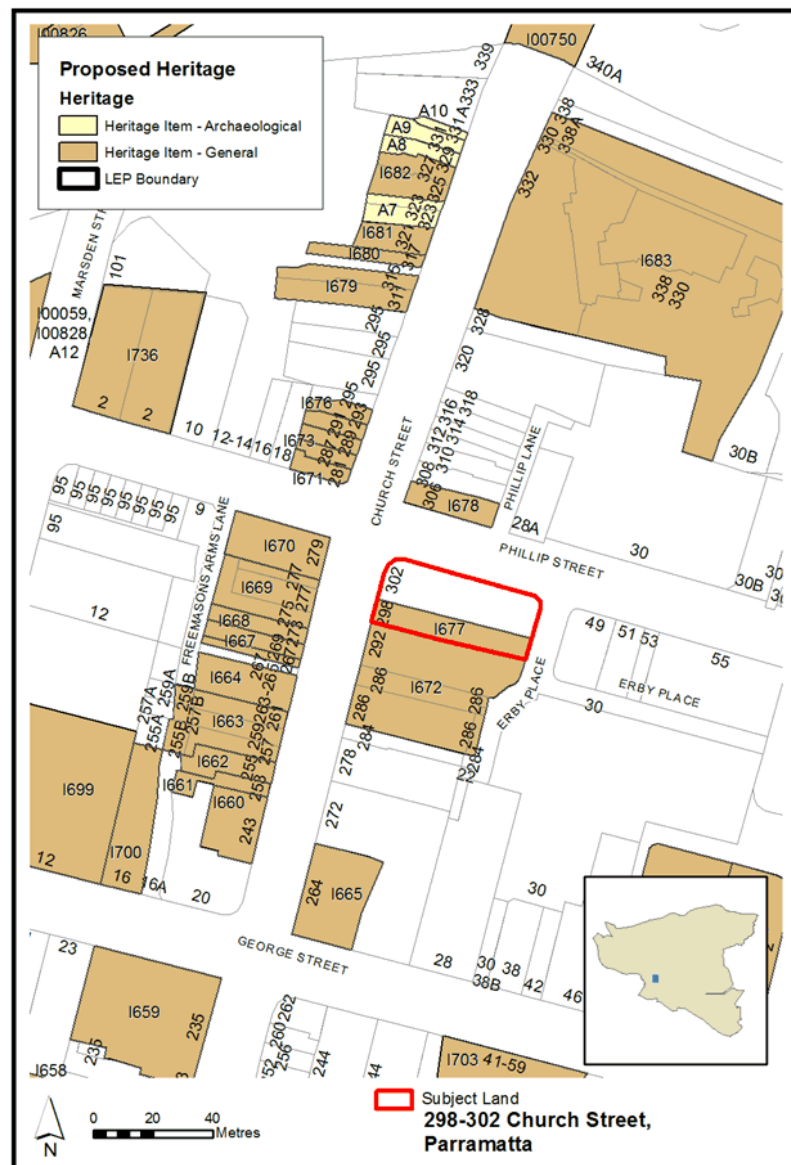 I00826
I00750
Proposed Heritage
Heritage
Heritage Item - Archaeological
Heritage Item - General
LEP Boundary
339
340A
333
A10
331A
A9
331
A8
329
327
I682
325
323
A7
323
I681
321
I680
317
315
I679
311
338
330
338A
332
I683
338
330
MARSDEN STR
101
I00059,
I00828
A12
I736
2
2
10
12-14
16
18
295
295
295
295
I676
293
291
I673
289
287
I671
281
328
320
318
316
314
312
310
308
306
I678
CHURCH STREET
PHILLIP LANE
28A
30B
PHILLIP STREET
30
30B
95
95
95
95
95
95
95
95
9
12
FREEMASONS ARMS LANE
I670
279
I669
277
277
275
I668
273
I667
269
267
267
265
I664
263
261
I663
259
257
I662
255
253
I661
I660
243
259A
259B
257A
257B
255A
255B
302
298
I677
292
286
I672
286
286
286
284
284
278
272
ERBY PLACE
49
51
53
55
ERBY PLACE
30
I699
12
I700
16
16A
20
264
I665
GEORGE STREET
28
30
38B
38
42
46
30
23
I659
235
235
I658
262
260
256
252
244
44
I703
41-59
0
20
40
Metres
N
Subject Land
298-302 Church Street,
Parramatta